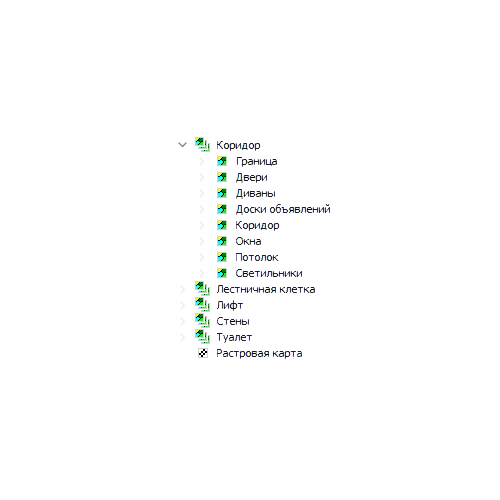 Коридор
Граница
Двери
Диваны
Доски объявлений
Коридор
Окна
Потолок
Светильники
Лестничная клетка
Лифт
Стены
Туалет
Растровая карта